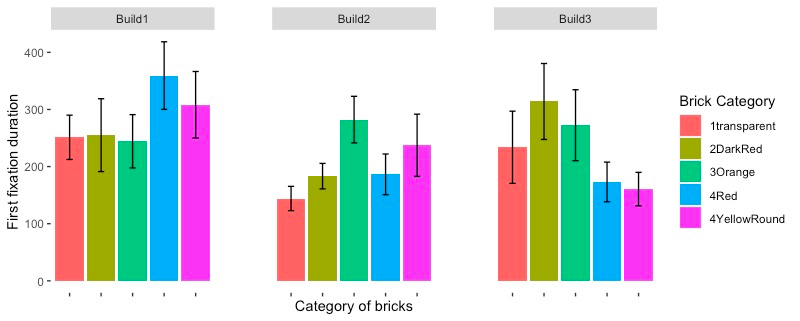 Build1
Build2
Build3
First fixation duration
400
300
200
100
0
Category of bricks
Brick Category
1transparent
2DarkRed
3Orange
4Red
4YellowRound